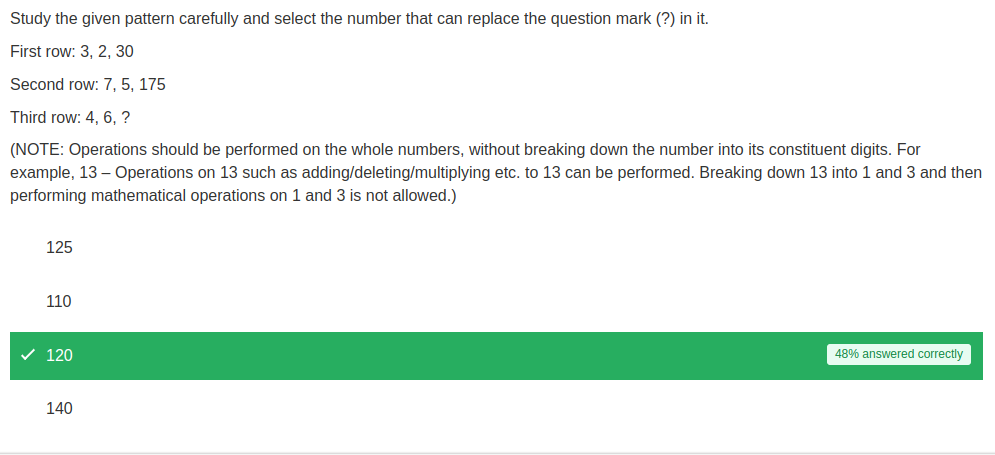 Study the given pattern carefully and select the number that can replace the question mark (?) in it.
First row: 3, 2, 30
Second row: 7, 5, 175
Third row: 4, 6, ?
(NOTE: Operations should be performed on the whole numbers, without breaking down the number into its constituent digits. For
example, 13 – Operations on 13 such as adding/deleting/multiplying etc. to 13 can be performed. Breaking down 13 into 1 and 3 and then
performing mathematical operations on 1 and 3 is not allowed.)
125
110
120 48% answered correctly
140